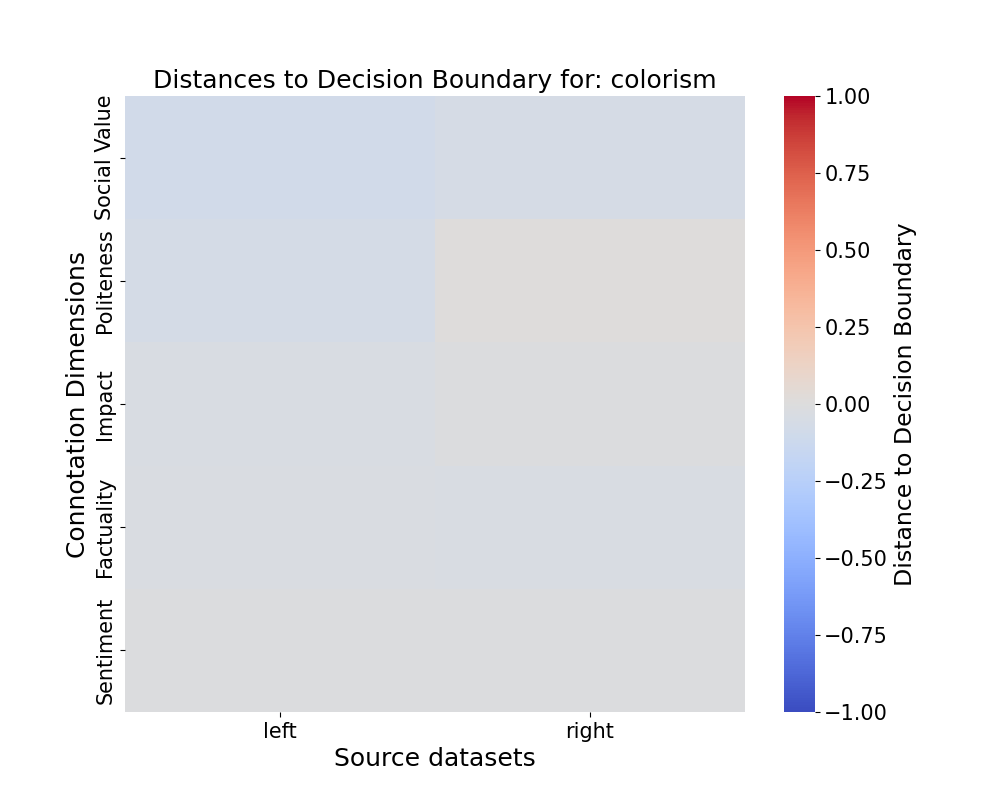 Distances to Decision Boundary for: colorism
Connotation Dimensions
Social Value
Politeness
Impact
Factuality
Sentiment
left
right
Source datasets
1.00
0.75
0.50
0.25
0.00
−0.25
−0.50
−0.75
−1.00
Distance to Decision Boundary